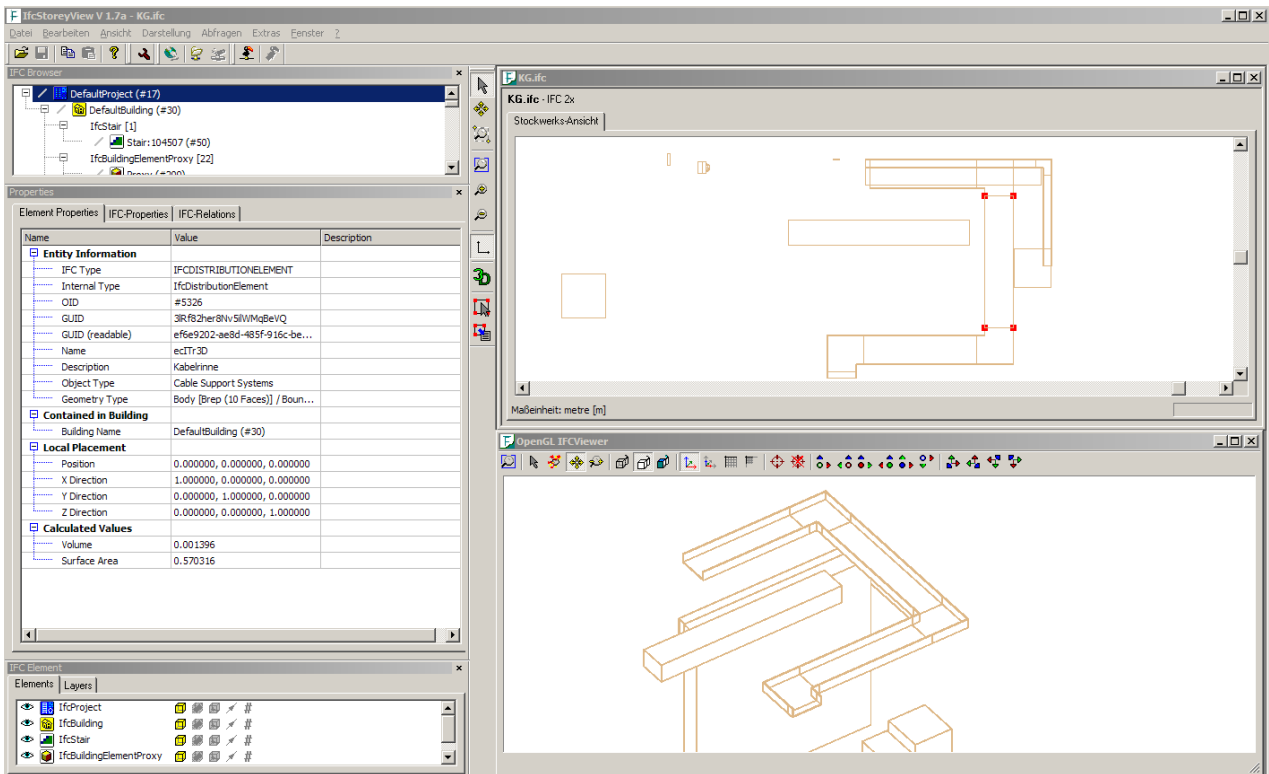 IfcStoreyView V 1.7a - KG.ifc
Datei Bearbeiten Ansicht Darstellung Abfragen Extras Fenster ?
IFC Browser
DefaultProject (#17)
DefaultBuilding (#30)
IfcStair [1]
Stair:104507 (#50)
IfcBuildingElementProxy [22]
Proxy (#200)
Properties
Element Properties IFC-Properties IFC-Relations
Name Value Description
Entity Information
IFC Type IFCDISTRIBUTIONELEMENT
Internal Type IfcDistributionElement
OID #5326
GUID 3lRf82her8Nv5ilWMqBeVQ
GUID (readable) ef6e9202-ae8d-485f-916c-be...
Name ecITr3D
Description Kabelrinne
Object Type Cable Support Systems
Geometry Type Body [Brep (10 Faces)] / Boun...
Contained in Building
Building Name DefaultBuilding (#30)
Local Placement
Position 0.000000, 0.000000, 0.000000
X Direction 1.000000, 0.000000, 0.000000
Y Direction 0.000000, 1.000000, 0.000000
Z Direction 0.000000, 0.000000, 1.000000
Calculated Values
Volume 0.001396
Surface Area 0.570316
IFC Element
Elements Layers
IfcProject #
IfcBuilding #
IfcStair #
IfcBuildingElementProxy #
3D
KG.ifc
KG.ifc - IFC 2x
Stockwerks-Ansicht
Maßeinheit: metre [m]
OpenGL IFCViewer